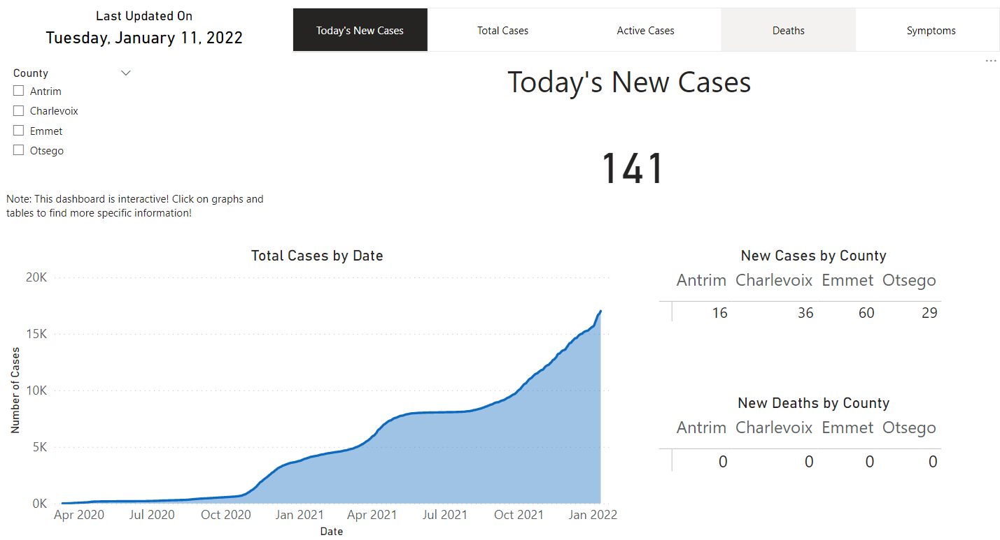 Last Updated On
Tuesday, January 11, 2022
Today's New Cases
Total Cases
Active Cases
Deaths
Symptoms
County
Antrim
Charlevoix
Emmet
Otsego
Today's New Cases
141
Note: This dashboard is interactive! Click on graphs and
tables to find more specific information!
Total Cases by Date
20K
15K
10K
5K
0K
Number of Cases
Apr 2020 Jul 2020 Oct 2020 Jan 2021 Apr 2021 Jul 2021 Oct 2021 Jan 2022
Date
New Cases by County
Antrim Charlevoix Emmet Otsego
16 36 60 29
New Deaths by County
Antrim Charlevoix Emmet Otsego
0 0 0 0